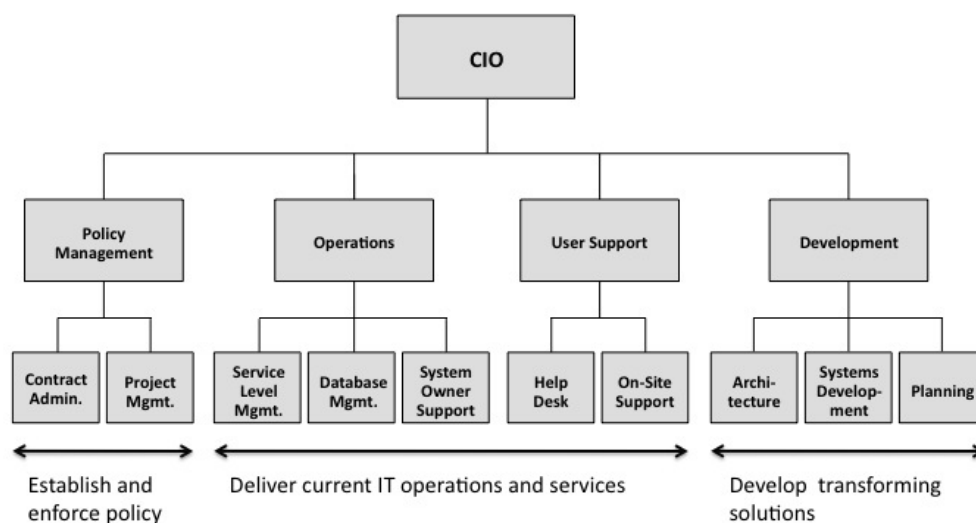 CIO
Policy
Management
Operations
User Support
Development
Contract
Admin.
Project
Mgmt.
Service
Level
Mgmt.
Database
Mgmt.
System
Owner
Support
Help
Desk
On-Site
Support
Archi-
tecture
Systems
Develop-
ment
Planning
Establish and
enforce policy
Deliver current IT operations and services
Develop transforming
solutions